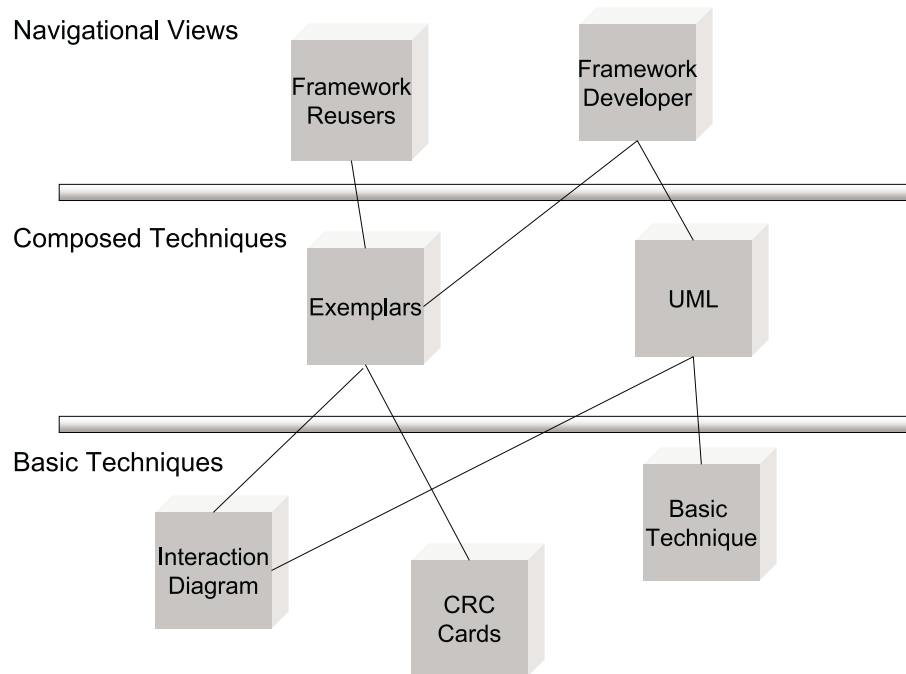 Navigational Views
Framework
Reusers
Framework
Developer
Composed Techniques
Exemplars
UML
Basic Techniques
Interaction
Diagram
CRC
Cards
Basic
Technique